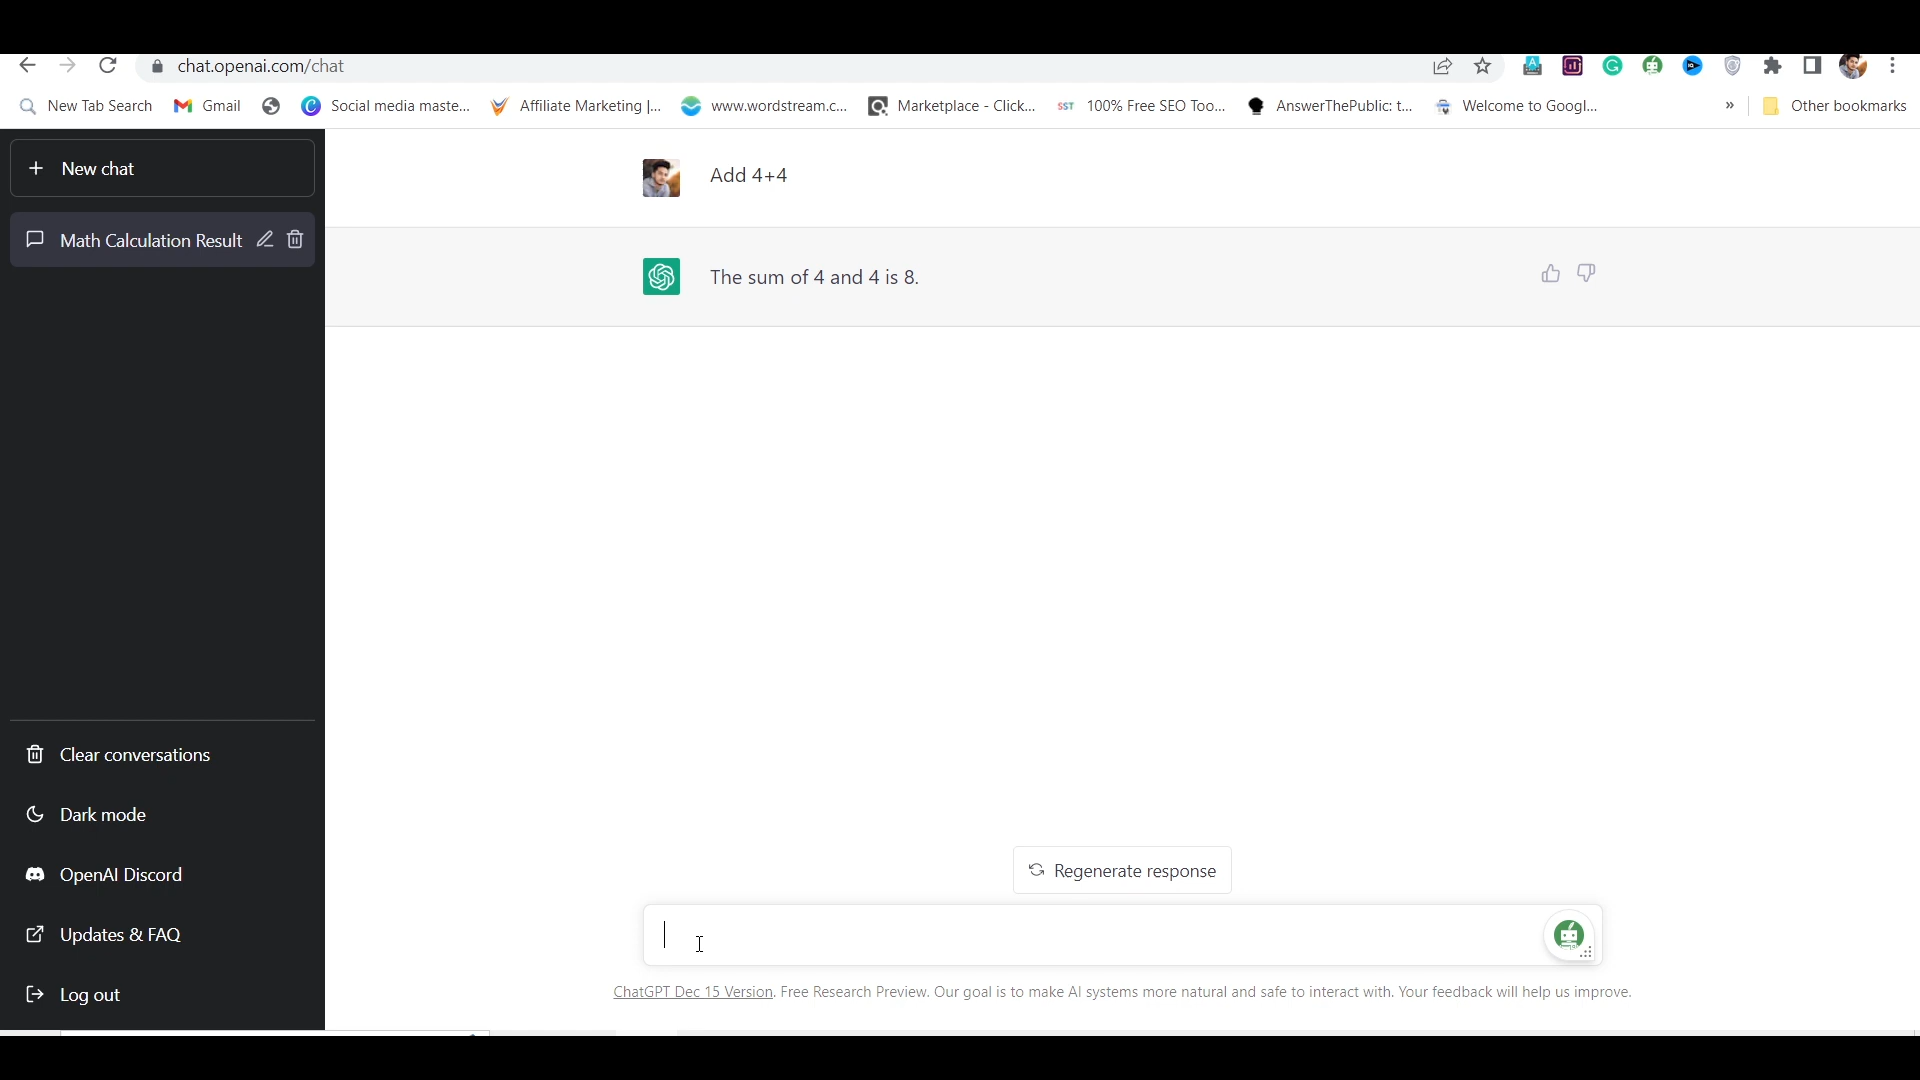 chat.openai.com/chat
New Tab Search
Gmail
Social media maste...
Affiliate Marketing |...
www.wordstream.c...
Marketplace - Click...
SST
100% Free SEO Too...
AnswerThePublic: t...
Welcome to Googl...
»
Other bookmarks
+ New chat
Math Calculation Result
Clear conversations
Dark mode
OpenAI Discord
Updates & FAQ
Log out
Add 4+4
The sum of 4 and 4 is 8.
Regenerate response
ChatGPT Dec 15 Version. Free Research Preview. Our goal is to make AI systems more natural and safe to interact with. Your feedback will help us improve.